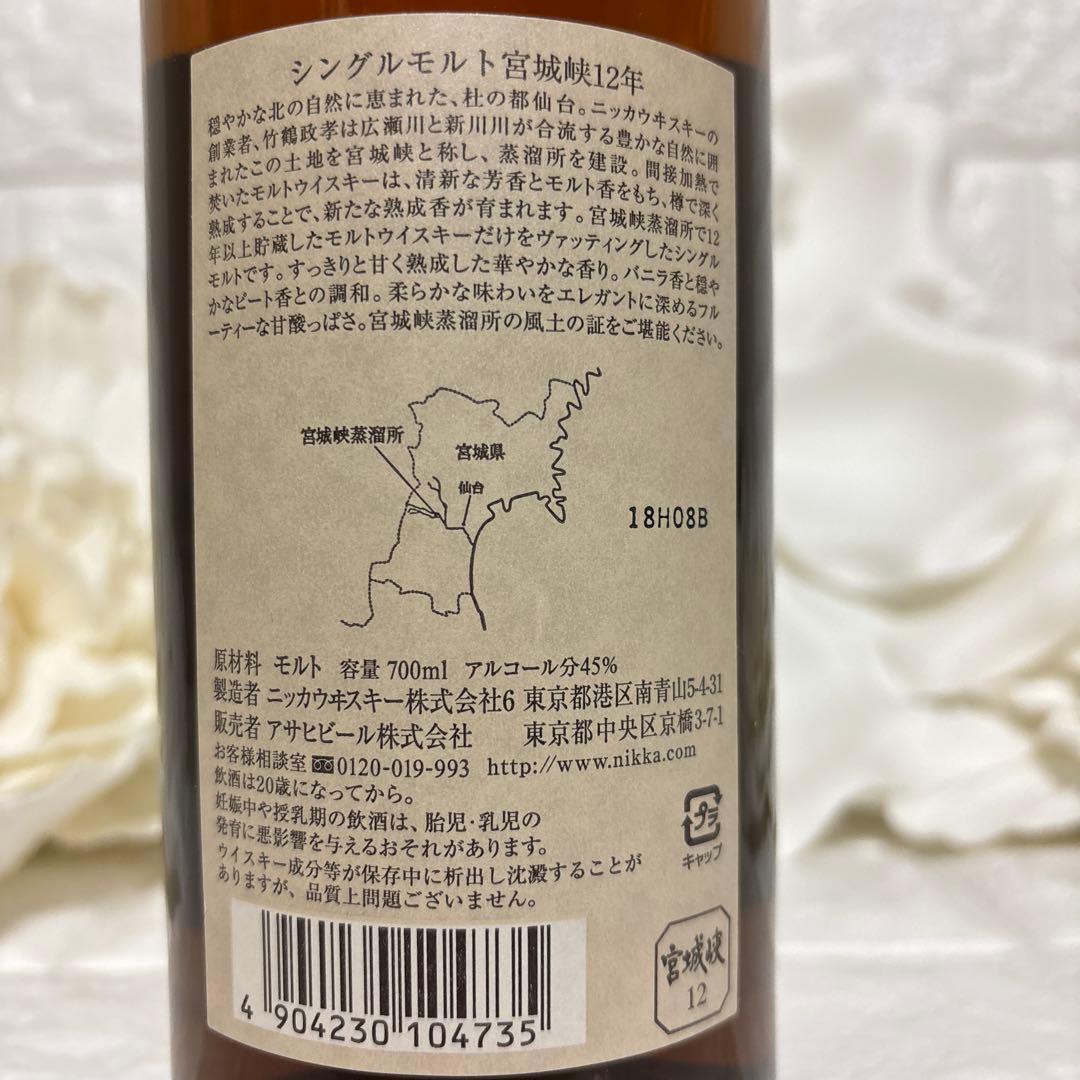 シングルモルト宮城峡12年
穏やかな北の自然に恵まれた、杜の都仙台。ニッカウヰスキーの
創業者、竹鶴政孝は広瀬川と新川川が合流する豊かな自然に囲
まれたこの土地を宮城峡と称し、蒸溜所を建設。間接加熱で
焚いたモルトウイスキーは、清新な芳香とモルト香をもち、樽で深く
熟成することで、新たな熟成香が育まれます。宮城峡蒸溜所で12
年以上貯蔵したモルトウイスキーだけをヴァッティングしたシングル
モルトです。すっきりと甘く熟成した華やかな香り。バニラ香と穏や
かなピート香との調和。柔らかな味わいをエレガントに深めるフル
ーティーな甘酸っぱさ。宮城峡蒸溜所の風土の証をご堪能ください。
宮城峡蒸溜所
宮城県
仙台
18H08B
原材料 モルト 容量 700ml アルコール分45%
製造者 ニッカウヰスキー株式会社6 東京都港区南青山5-4-31
販売者 アサヒビール株式会社 東京都中央区京橋3-7-1
お客様相談室 0120-019-993 http://www.nikka.com
飲酒は20歳になってから。
妊娠中や授乳期の飲酒は、胎児・乳児の
発育に悪影響を与えるおそれがあります。
ウイスキー成分等が保存中に析出し沈澱することが
ありますが、品質上問題ございません。
プラ
キャップ
宮城峡
12
4 904230 104735